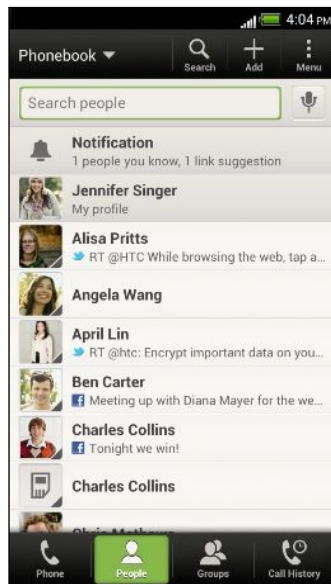 4:04 PM
Phonebook
Search
Add
Menu
Search people
Notification
1 people you know, 1 link suggestion
Jennifer Singer
My profile
Alisa Pritts
RT @HTC While browsing the web, tap a...
Angela Wang
April Lin
RT @htc: Encrypt important data on you...
Ben Carter
Meeting up with Diana Mayer for the we...
Charles Collins
Tonight we win!
Charles Collins
Chris Mathews
Phone
People
Groups
Call History